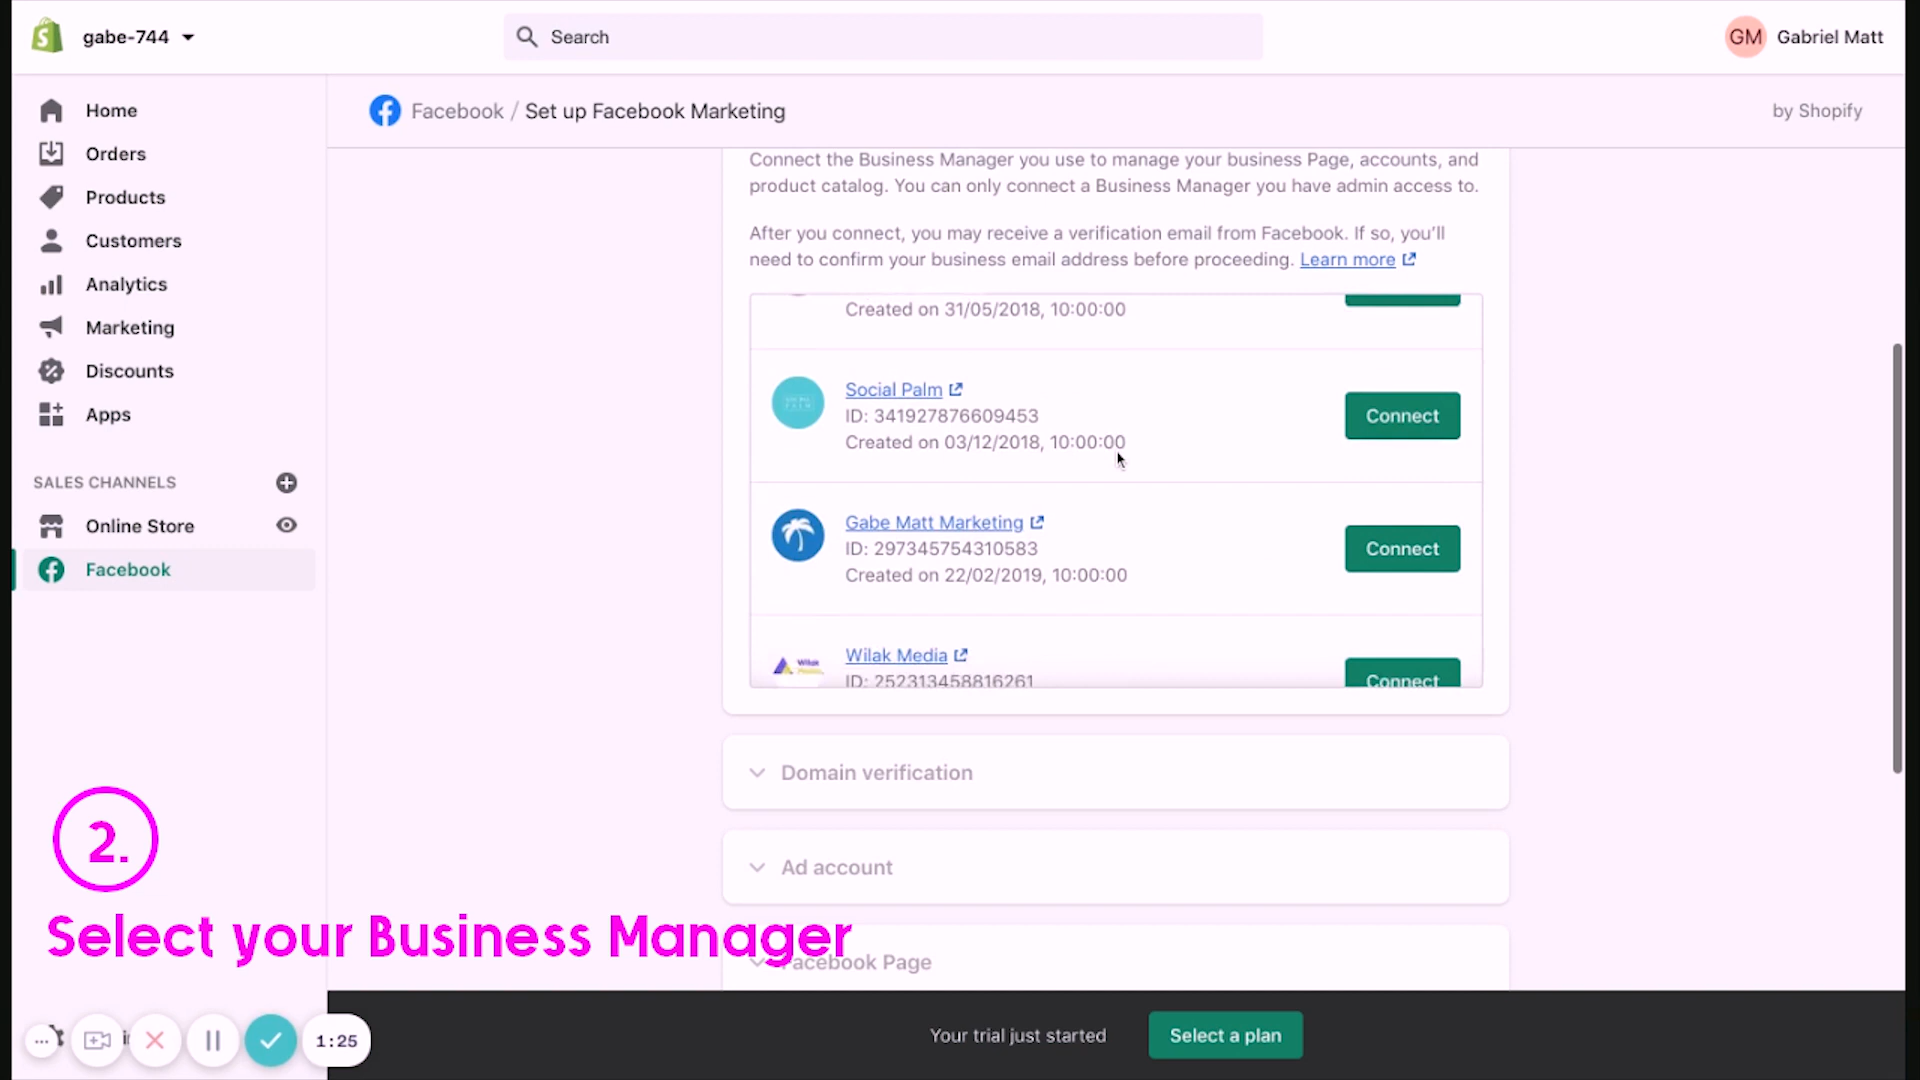 gabe-744
Search
GM
Gabriel Matt
Home
Orders
Products
Customers
Analytics
Marketing
Discounts
Apps
SALES CHANNELS
Online Store
Facebook
Facebook / Set up Facebook Marketing
by Shopify
Connect the Business Manager you use to manage your business Page, accounts, and
product catalog. You can only connect a Business Manager you have admin access to.
After you connect, you may receive a verification email from Facebook. If so, you’ll
need to confirm your business email address before proceeding. Learn more
Created on 31/05/2018, 10:00:00
Social Palm
ID: 341927876609453
Created on 03/12/2018, 10:00:00
Connect
Gabe Matt Marketing
ID: 297345754310583
Created on 22/02/2019, 10:00:00
Connect
Wilak
Wilak Media
ID: 252313458816261
Connect
Domain verification
Ad account
Facebook Page
2.
Select your Business Manager
1:25
Your trial just started
Select a plan